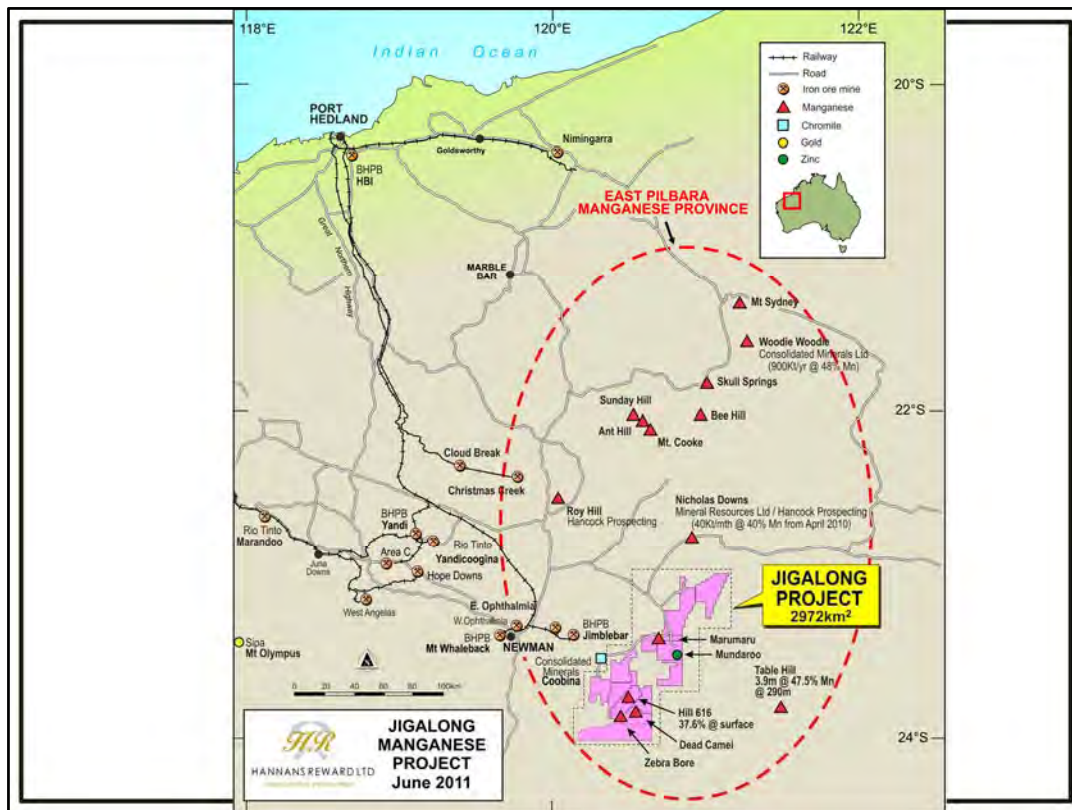 118°E
120°E
122°E
Indian Ocean
20°S
Railway
Road
Iron ore mine
Manganese
Chromite
Gold
Zinc
PORT
HEDLAND
Goldsworthy
Nimingarra
BHPB
HBI
Great Northern Highway
EAST PILBARA
MANGANESE PROVINCE
MARBLE
BAR
Mt Sydney
Woodie Woodie
Consolidated Minerals Ltd
(900Kt/yr @ 48% Mn)
Skull Springs
Sunday Hill
Bee Hill
22°S
Ant Hill
Mt. Cooke
Cloud Break
Christmas Creek
Roy Hill
Hancock Prospecting
Nicholas Downs
Mineral Resources Ltd / Hancock Prospecting
(40Kt/mth @ 40% Mn from April 2010)
BHPB
Yandi
Rio Tinto
Marandoo
Rio Tinto
Yandicoogina
Area C
Juna
Downs
Hope Downs
West Angelas
E. Ophthalmia
W.Ophthalmia
JIGALONG
PROJECT
2972km²
BHPB
Jimblebar
BHPB
Mt Whaleback
NEWMAN
Sipa
Mt Olympus
Marumaru
Mundaroo
Consolidated
Minerals
Coobina
N
Table Hill
3.9m @ 47.5% Mn
@ 290m
0 20 40 60 80 100km
Hill 616
37.6% @ surface
Dead Camel
Zebra Bore
24°S
H.R
HANNANS REWARD LTD
JIGALONG
MANGANESE
PROJECT
June 2011